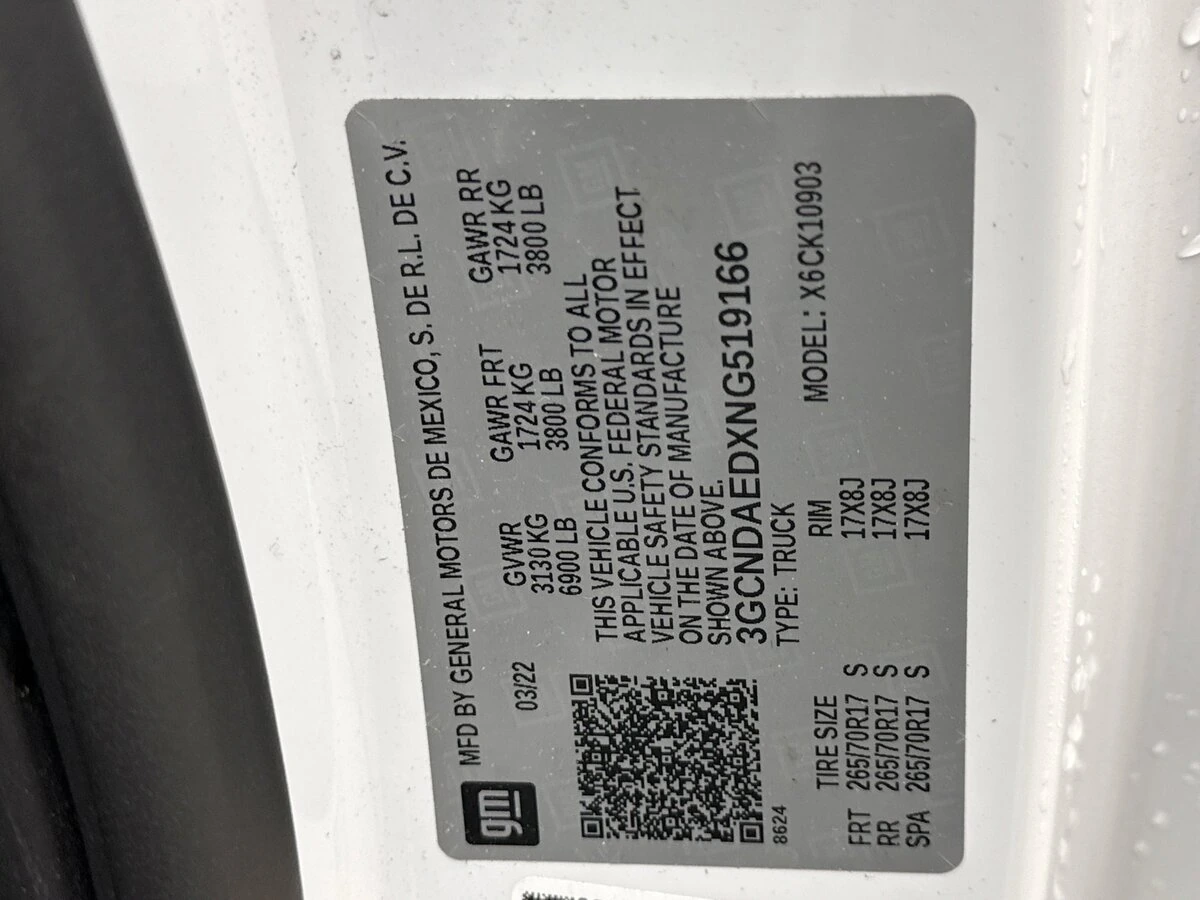 gm
MFD BY GENERAL MOTORS DE MEXICO, S. DE R.L. DE C.V.
03/22 GVWR GAWR FRT GAWR RR
3130 KG 1724 KG 1724 KG
6900 LB 3800 LB 3800 LB
THIS VEHICLE CONFORMS TO ALL
APPLICABLE U.S. FEDERAL MOTOR
VEHICLE SAFETY STANDARDS IN EFFECT
ON THE DATE OF MANUFACTURE
SHOWN ABOVE.
3GCNDAEDXNG519166
8624 TYPE: TRUCK MODEL: X6CK10903
TIRE SIZE RIM
FRT 265/70R17 S 17X8J
RR 265/70R17 S 17X8J
SPA 265/70R17 S 17X8J